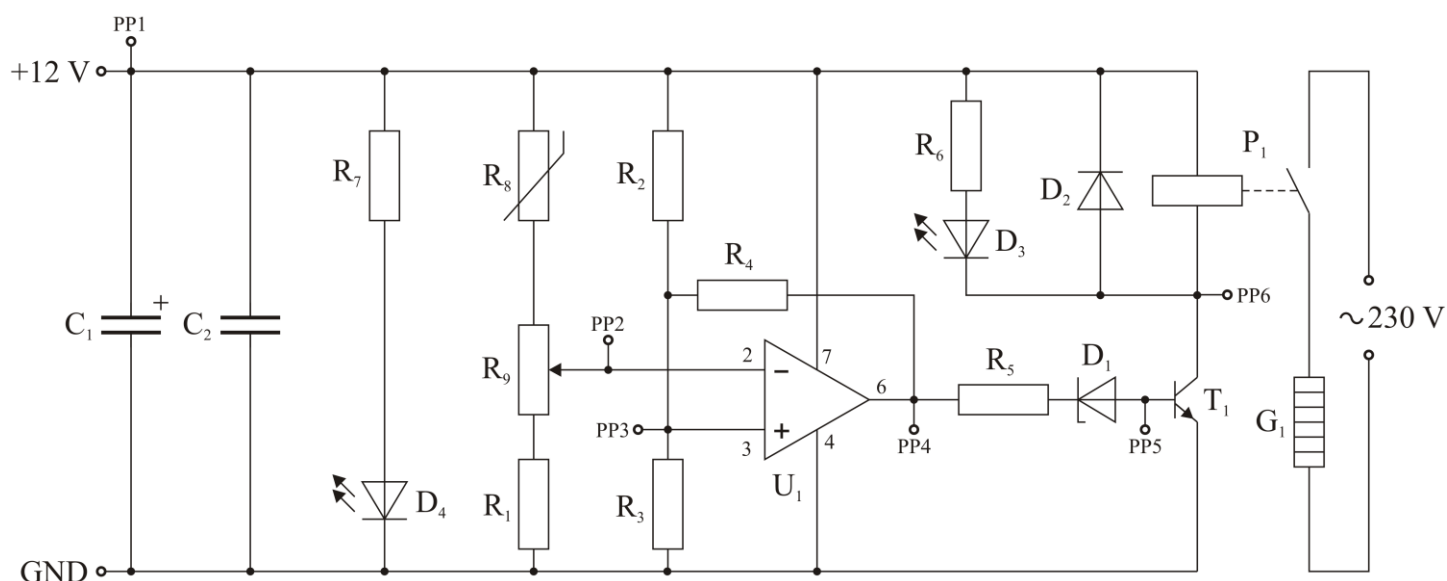 PP1
+12 V
R₇
R₈
R₂
R₆
D₂
P₁
D₃
R₄
PP6
C₁
+
C₂
PP2
~230 V
R₉
2
−
7
6
R₅
D₁
T₁
G₁
PP3
+
3
4
PP4
PP5
U₁
D₄
R₁
R₃
GND